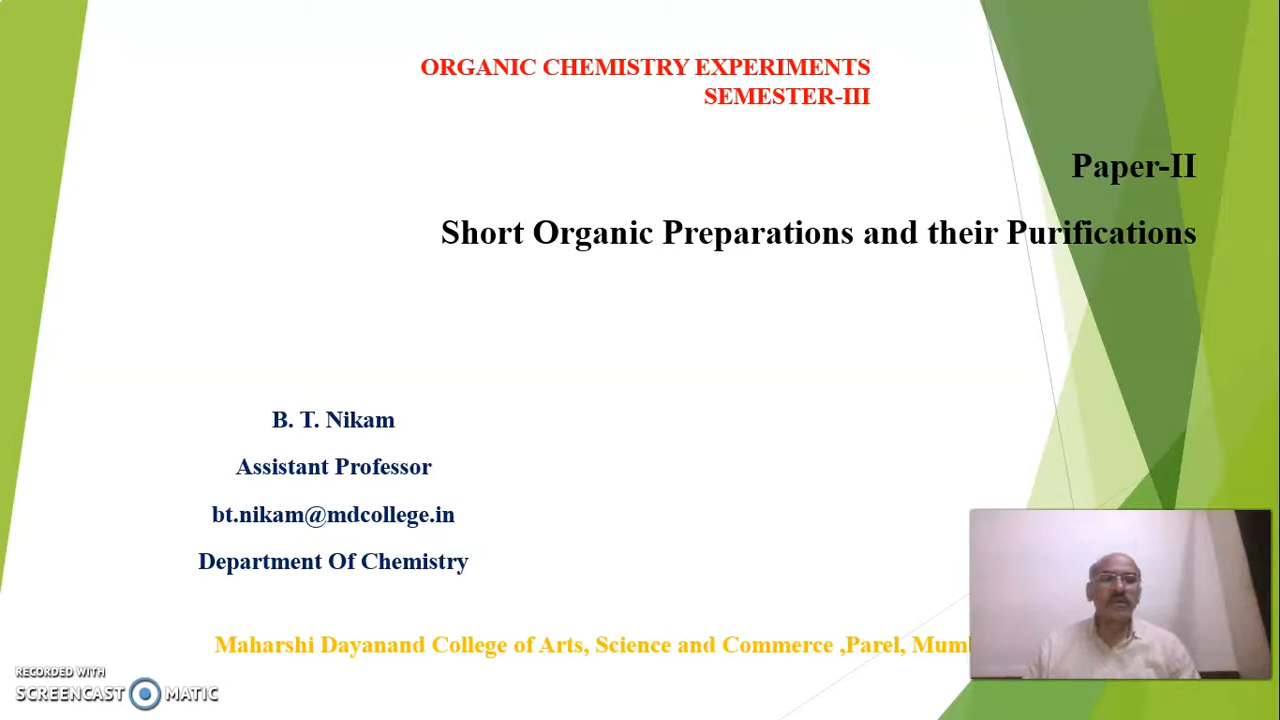 ORGANIC CHEMISTRY EXPERIMENTS
SEMESTER-III
Paper-II
Short Organic Preparations and their Purifications
B. T. Nikam
Assistant Professor
bt.nikam@mdcollege.in
Department Of Chemistry
Maharshi Dayanand College of Arts, Science and Commerce ,Parel,
RECORDED WITH
SCREENCAST MATIC